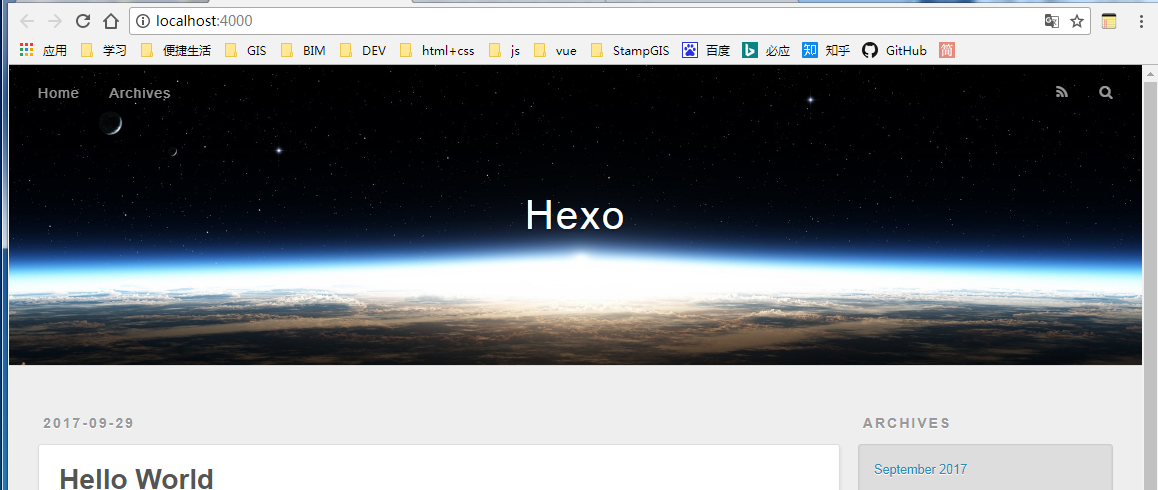 localhost:4000
应用 学习 便捷生活 GIS BIM DEV html+css js vue StampGIS 百度 必应 知 知乎 GitHub 简
Home Archives
Hexo
2017-09-29
ARCHIVES
Hello World
September 2017